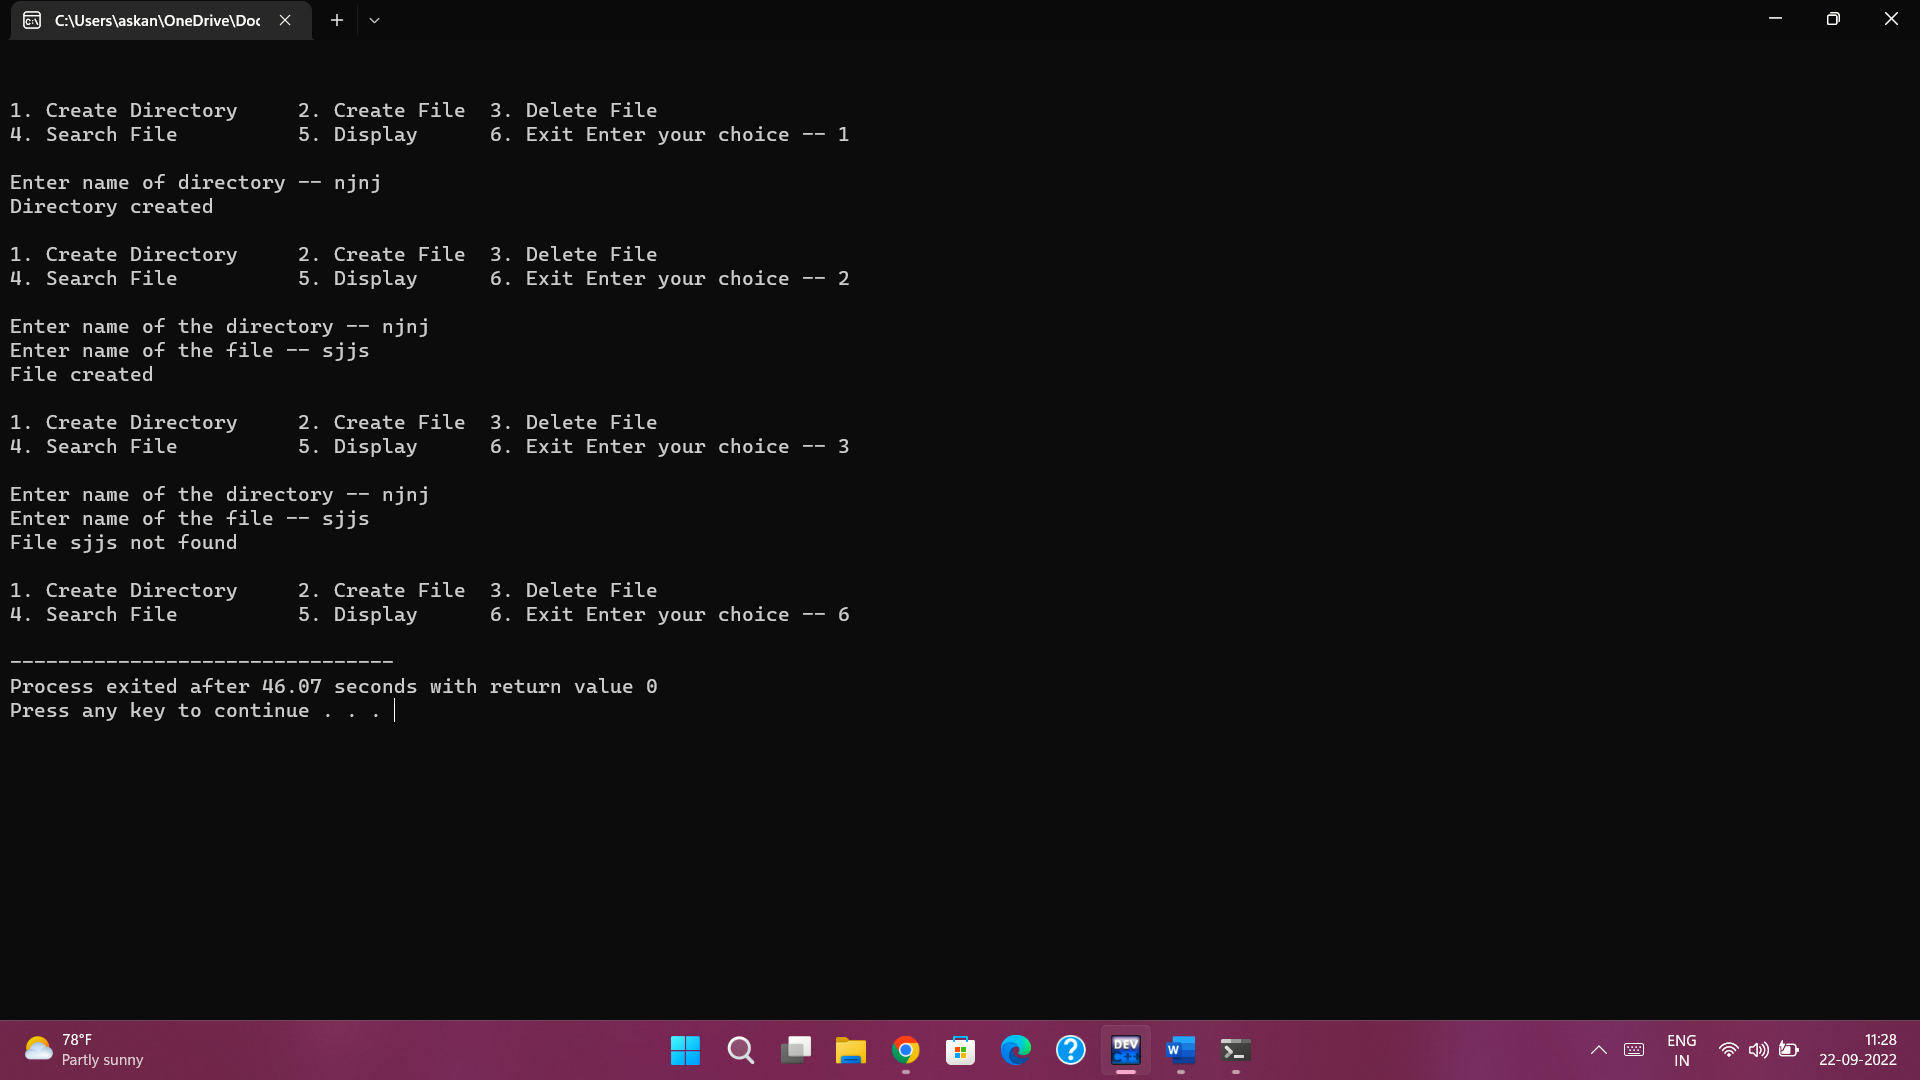 C:\Users\askan\OneDrive\Doc
1. Create Directory     2. Create File  3. Delete File
4. Search File          5. Display      6. Exit Enter your choice -- 1
Enter name of directory -- njnj
Directory created
1. Create Directory     2. Create File  3. Delete File
4. Search File          5. Display      6. Exit Enter your choice -- 2
Enter name of the directory -- njnj
Enter name of the file -- sjjs
File created
1. Create Directory     2. Create File  3. Delete File
4. Search File          5. Display      6. Exit Enter your choice -- 3
Enter name of the directory -- njnj
Enter name of the file -- sjjs
File sjjs not found
1. Create Directory     2. Create File  3. Delete File
4. Search File          5. Display      6. Exit Enter your choice -- 6
--------------------------------
Process exited after 46.07 seconds with return value 0
Press any key to continue . . .
78°F
Partly sunny
DEV
C++
W
ENG
IN
11:28
22-09-2022